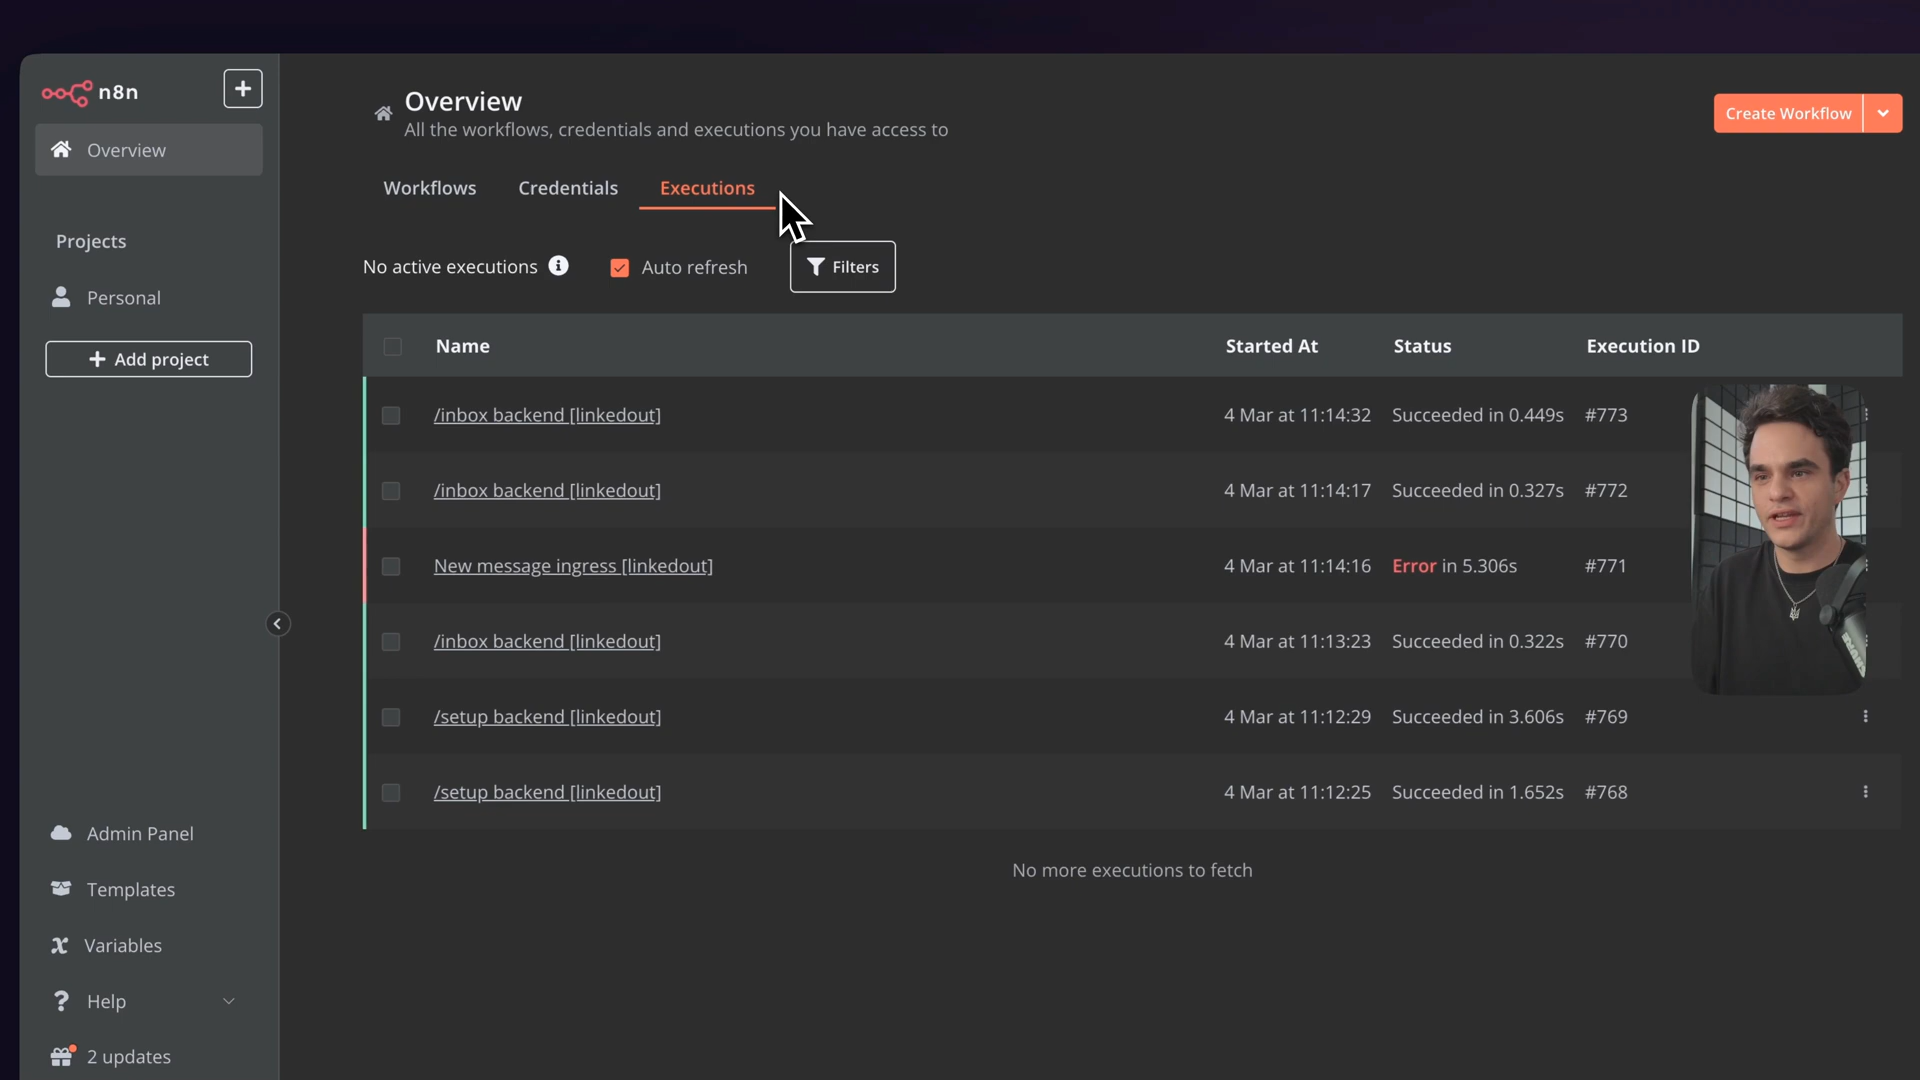 n8n
Overview
Projects
Personal
Add project
Admin Panel
Templates
Variables
Help
2 updates
Overview
All the workflows, credentials and executions you have access to
Create Workflow
Workflows Credentials Executions
No active executions Auto refresh Filters
Name Started At Status Execution ID
/inbox backend [linkedout] 4 Mar at 11:14:32 Succeeded in 0.449s #773
/inbox backend [linkedout] 4 Mar at 11:14:17 Succeeded in 0.327s #772
New message ingress [linkedout] 4 Mar at 11:14:16 Error in 5.306s #771
/inbox backend [linkedout] 4 Mar at 11:13:23 Succeeded in 0.322s #770
/setup backend [linkedout] 4 Mar at 11:12:29 Succeeded in 3.606s #769
/setup backend [linkedout] 4 Mar at 11:12:25 Succeeded in 1.652s #768
No more executions to fetch